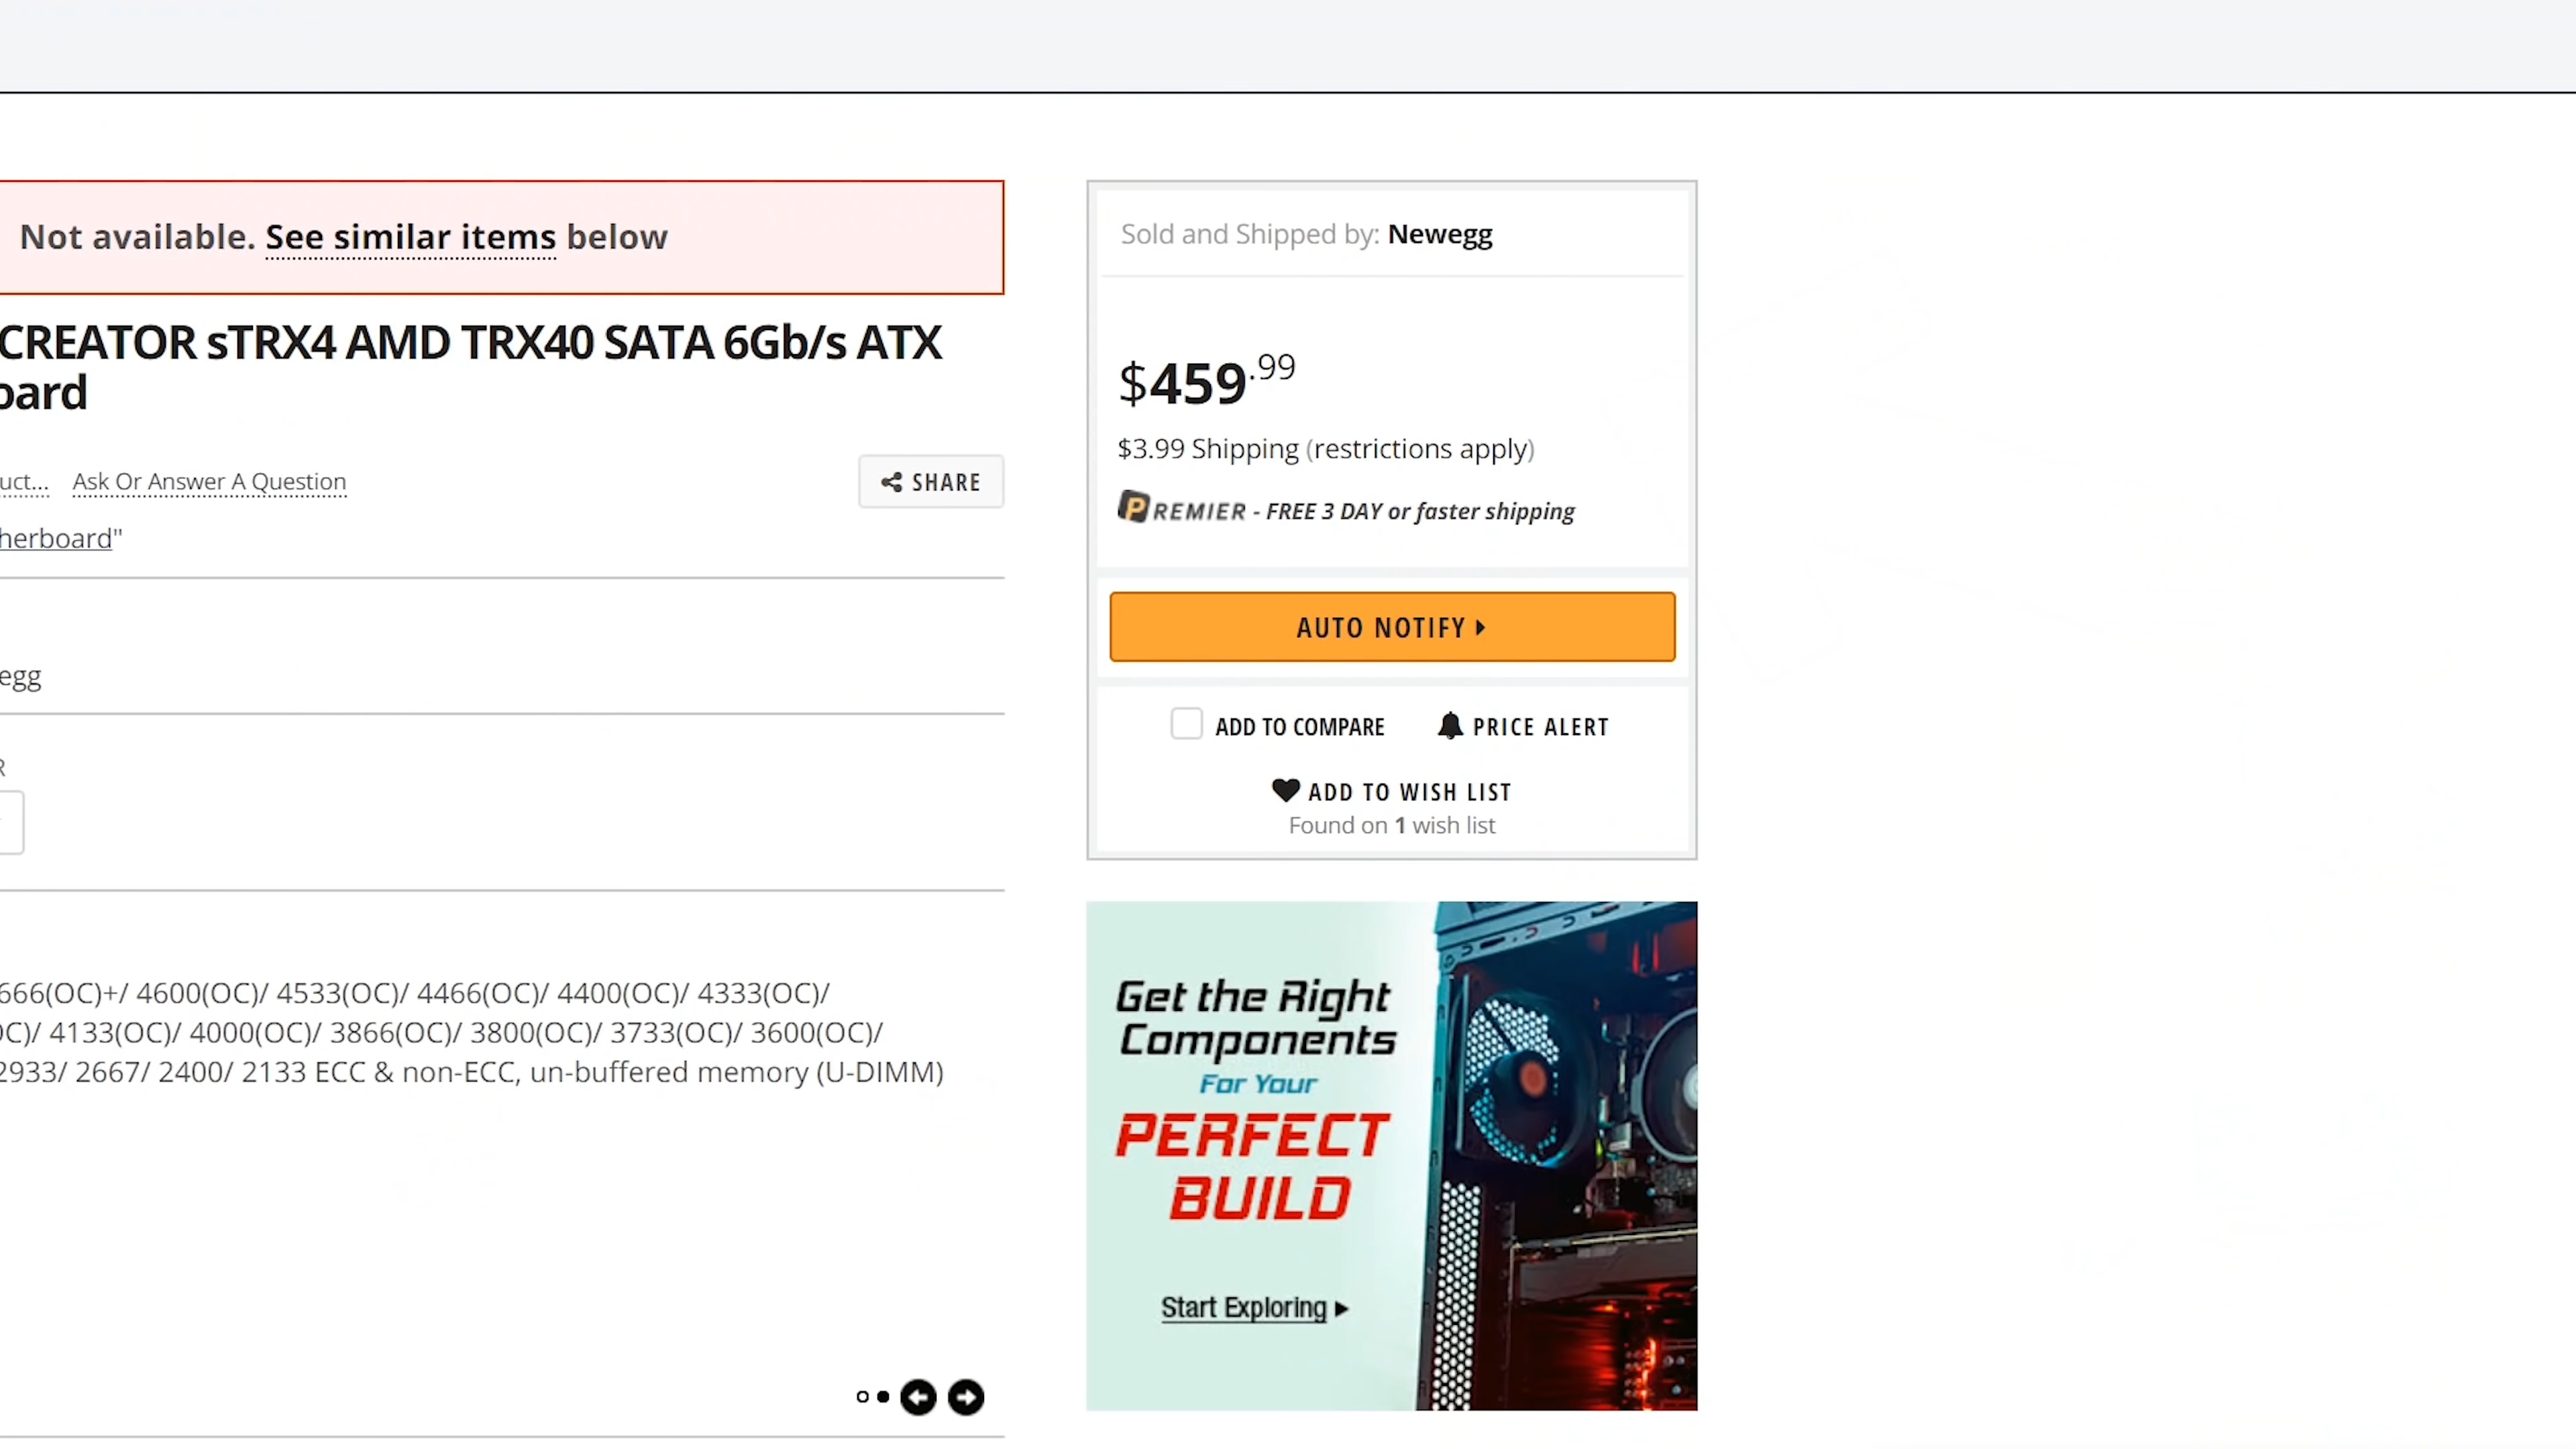 Not available. See similar items below
CREATOR sTRX4 AMD TRX40 SATA 6Gb/s ATX
oard
uct... Ask Or Answer A Question
SHARE
herboard"
egg
R
666(OC)+/ 4600(OC)/ 4533(OC)/ 4466(OC)/ 4400(OC)/ 4333(OC)/
OC)/ 4133(OC)/ 4000(OC)/ 3866(OC)/ 3800(OC)/ 3733(OC)/ 3600(OC)/
2933/ 2667/ 2400/ 2133 ECC & non-ECC, un-buffered memory (U-DIMM)
Sold and Shipped by: Newegg
$459.99
$3.99 Shipping (restrictions apply)
PREMIER - FREE 3 DAY or faster shipping
AUTO NOTIFY
ADD TO COMPARE PRICE ALERT
ADD TO WISH LIST
Found on 1 wish list
Get the Right
Components
For Your
PERFECT
BUILD
Start Exploring